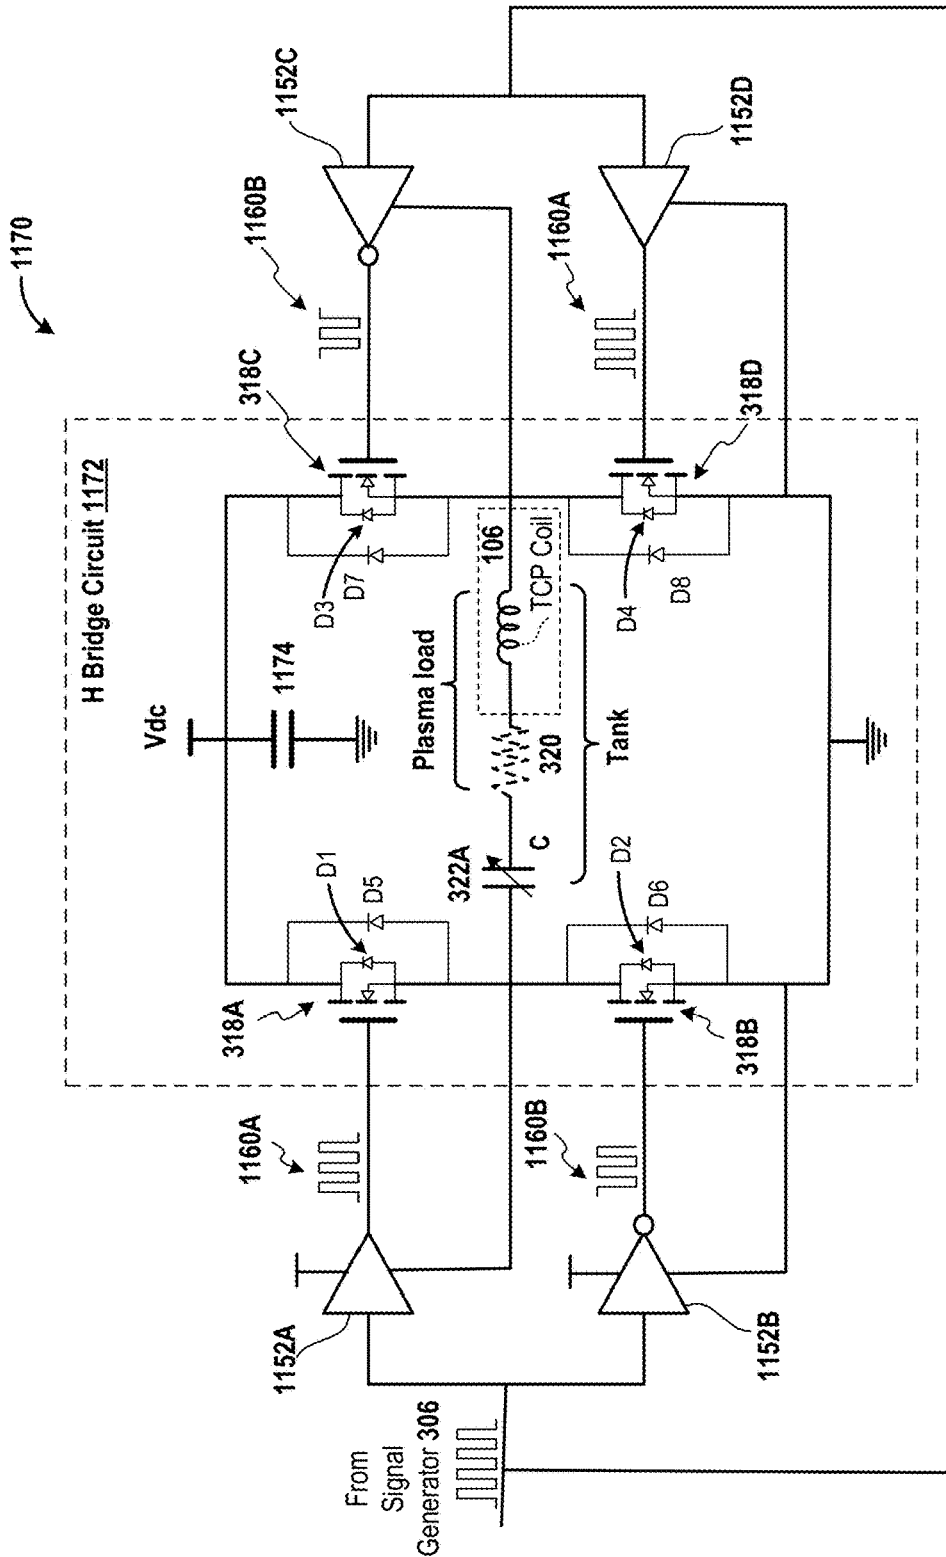 1170
H Bridge Circuit 1172
Vdc
1174
From
Signal
Generator 306
1152A
1160A
318A
D1
D5
322A
C
Plasma load
320
Tank
106
TCP Coil
D3
D7
318C
1160B
1152C
1152B
1160B
318B
D2
D6
D4
D8
318D
1160A
1152D